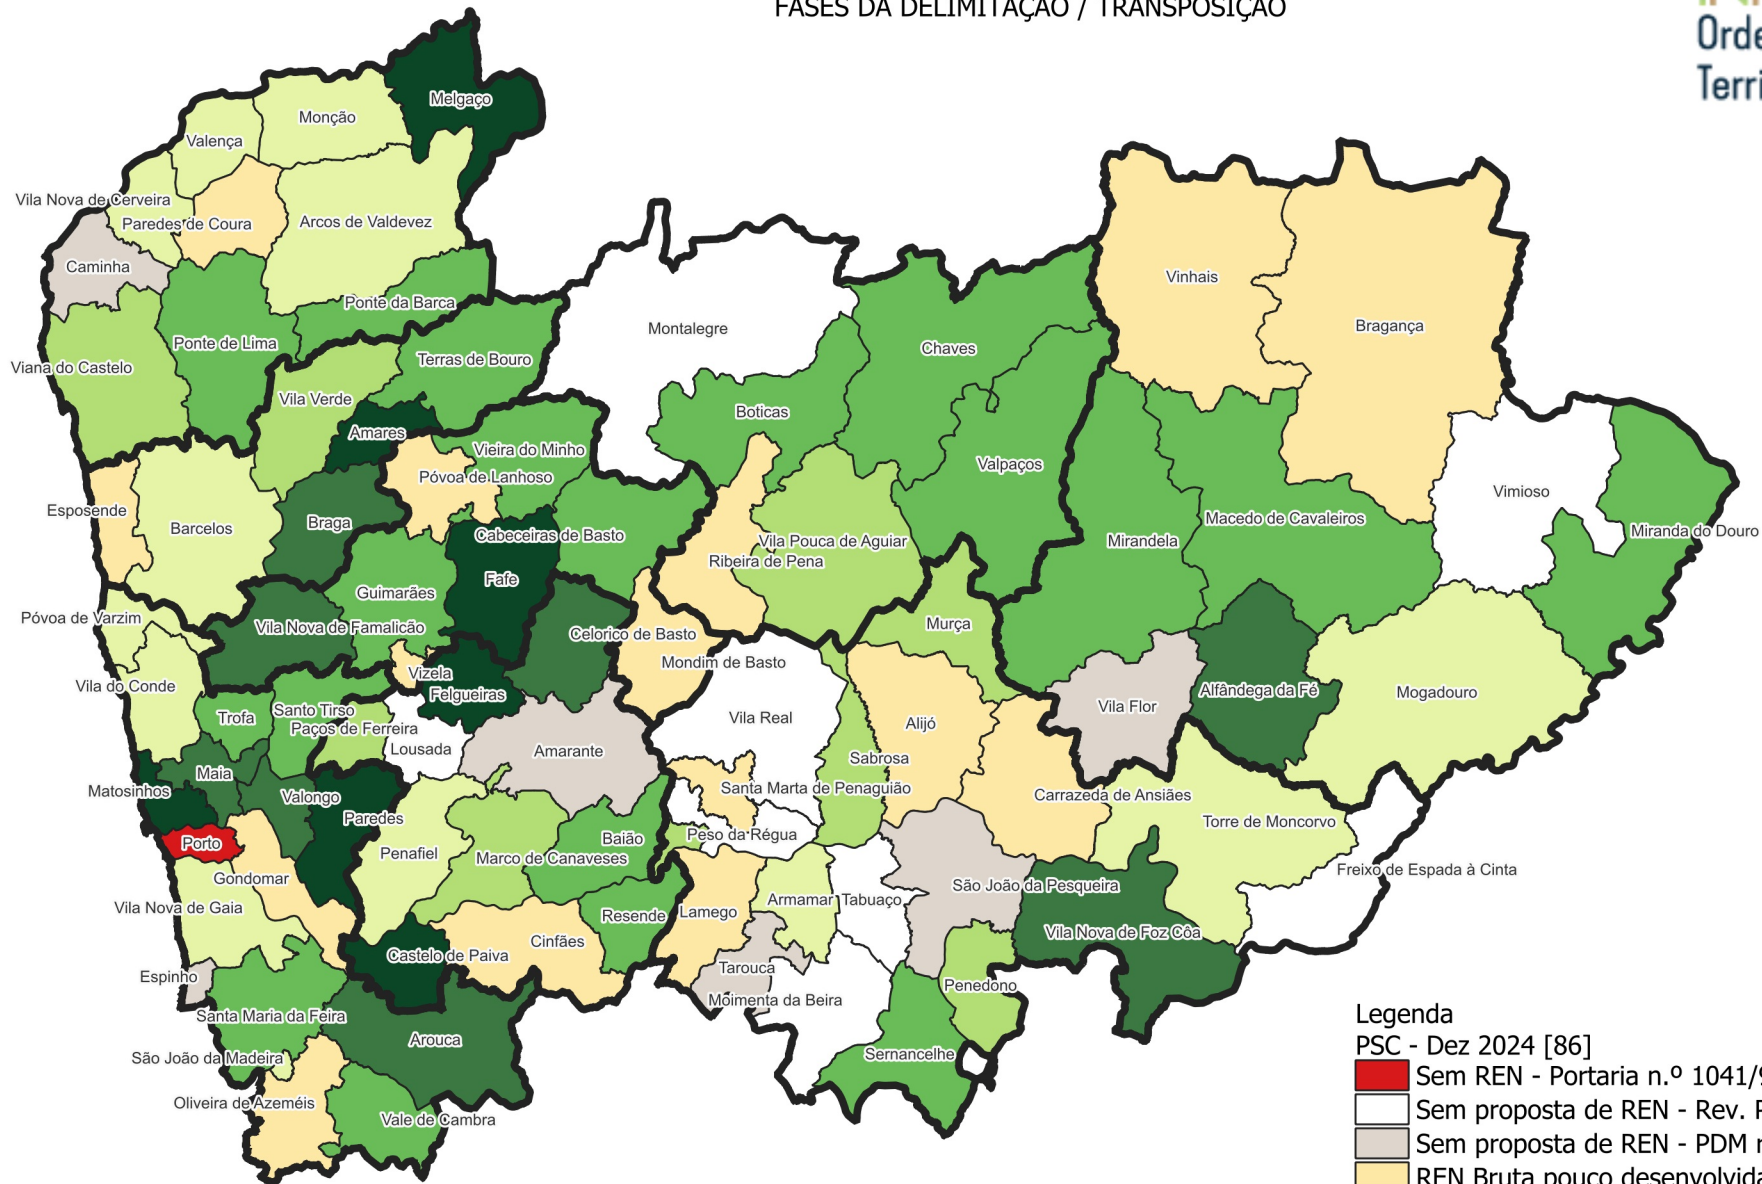 FASES DA DELIMITAÇÃO / TRANSPOSIÇÃO
Orde
Terri
Melgaço
Monção
Valença
Vila Nova de Cerveira
Paredes de Coura
Arcos de Valdevez
Caminha
Ponte da Barca
Ponte de Lima
Viana do Castelo
Terras de Bouro
Vila Verde
Amares
Montalegre
Boticas
Chaves
Vinhais
Bragança
Valpaços
Vieira do Minho
Póvoa de Lanhoso
Esposende
Barcelos
Braga
Cabeceiras de Basto
Fafe
Guimarães
Ribeira de Pena
Vila Pouca de Aguiar
Mirandela
Macedo de Cavaleiros
Vimioso
Miranda do Douro
Póvoa de Varzim
Vila Nova de Famalicão
Celorico de Basto
Mondim de Basto
Murça
Vizela
Felgueiras
Vila do Conde
Trofa
Santo Tirso
Paços de Ferreira
Lousada
Amarante
Vila Real
Sabrosa
Alijó
Vila Flor
Alfândega da Fé
Mogadouro
Maia
Matosinhos
Valongo
Paredes
Porto
Penafiel
Marco de Canaveses
Baião
Santa Marta de Penaguião
Peso da Régua
Carrazeda de Ansiães
Torre de Moncorvo
Freixo de Espada à Cinta
Gondomar
Vila Nova de Gaia
Resende
Lamego
Armamar
Tabuaço
São João da Pesqueira
Vila Nova de Foz Côa
Castelo de Paiva
Cinfães
Espinho
Tarouca
Moimenta da Beira
Penedono
Santa Maria da Feira
Arouca
São João da Madeira
Sernancelhe
Oliveira de Azeméis
Vale de Cambra
Legenda
PSC - Dez 2024 [86]
Sem REN - Portaria n.º 1041/9
Sem proposta de REN - Rev. P
Sem proposta de REN - PDM n
REN Bruta pouco desenvolvida